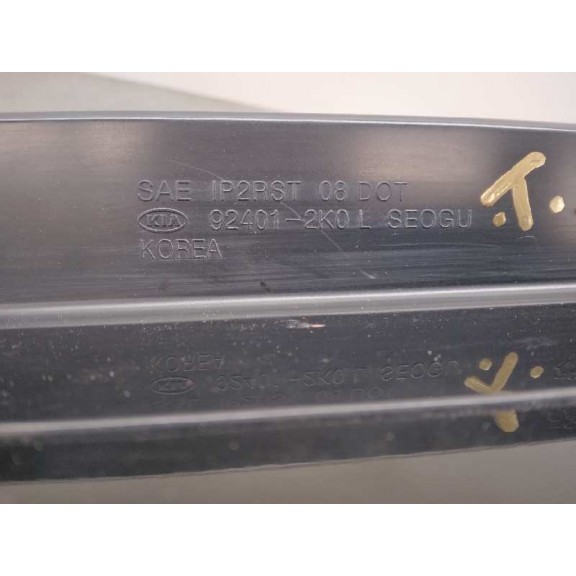 SAE IP2RST 08 DOT
KIA 92401-2K0 L SEOGU
KOREA